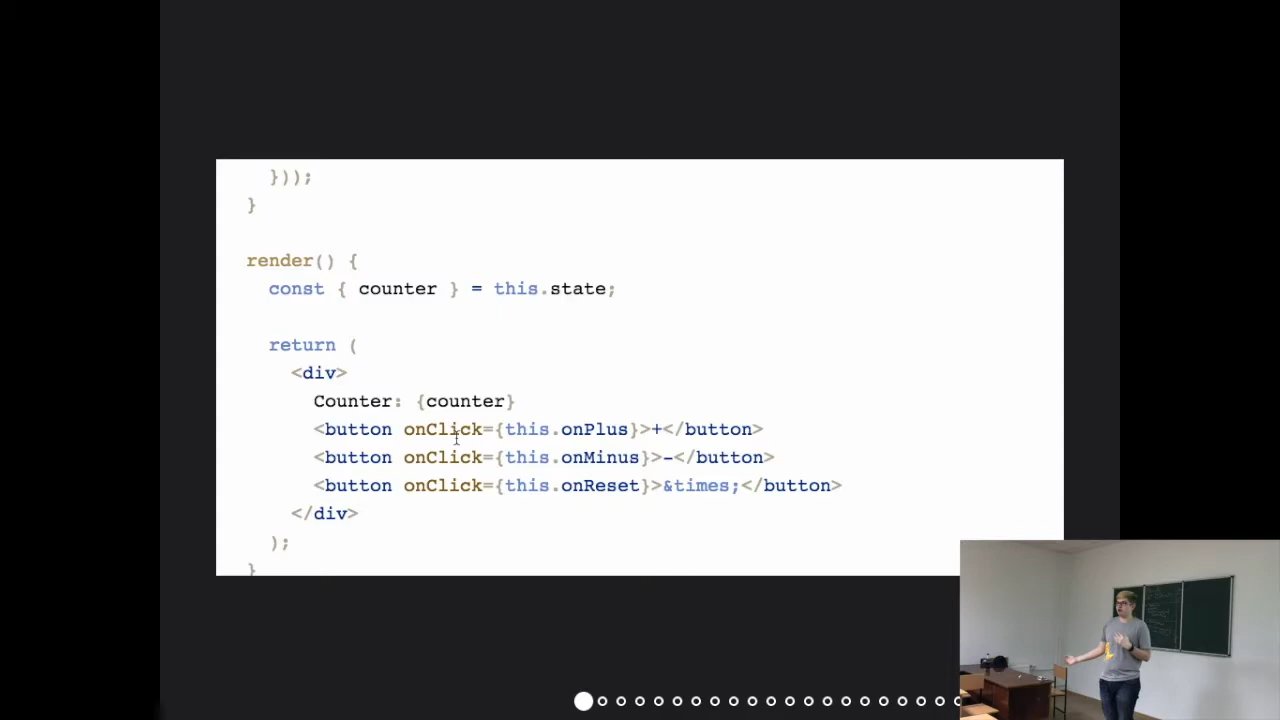 }));
}
render() {
const { counter } = this.state;
return (
<div>
Counter: {counter}
<button onClick={this.onPlus}>+</button>
<button onClick={this.onMinus}>-</button>
<button onClick={this.onReset}>&times;</button>
</div>
);
}